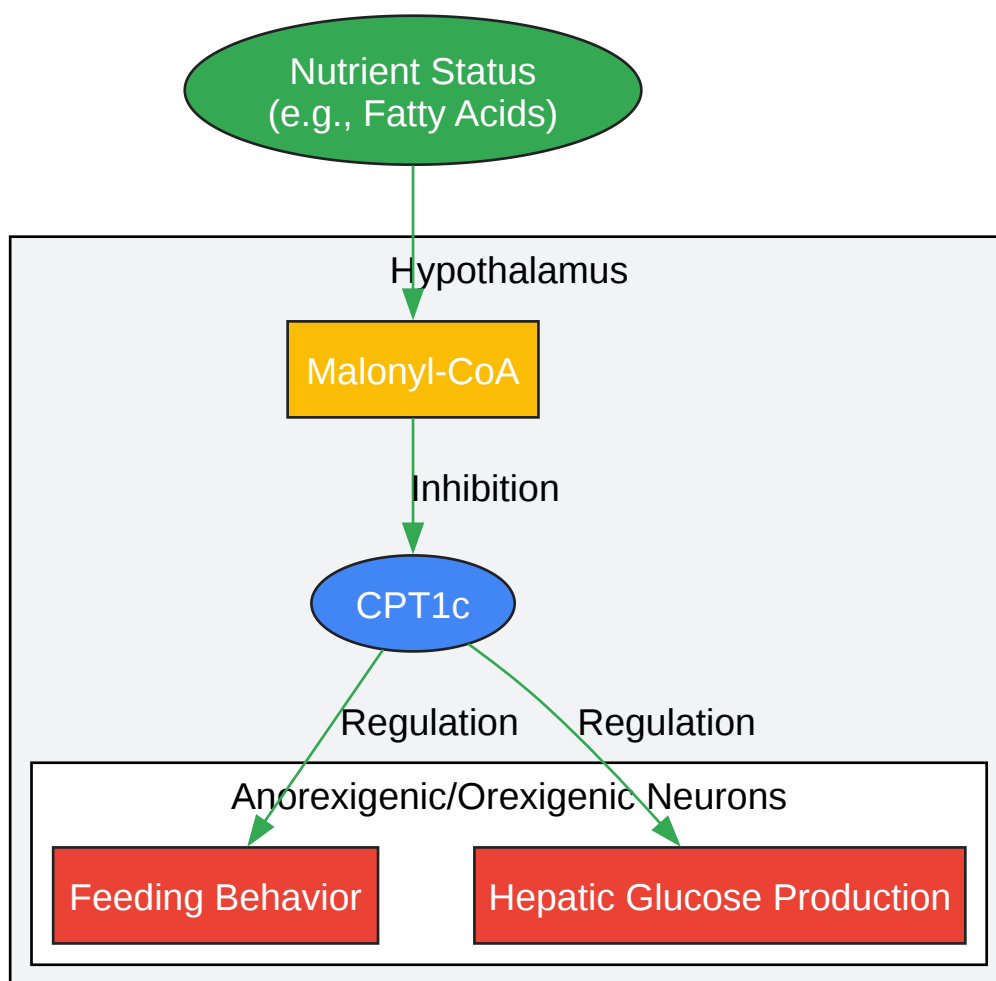 Nutrient Status
(e.g., Fatty Acids)
Hypothalamus
Malonyl-CoA
Inhibition
CPT1c
Regulation
Regulation
Anorexigenic/Orexigenic Neurons
Feeding Behavior
Hepatic Glucose Production